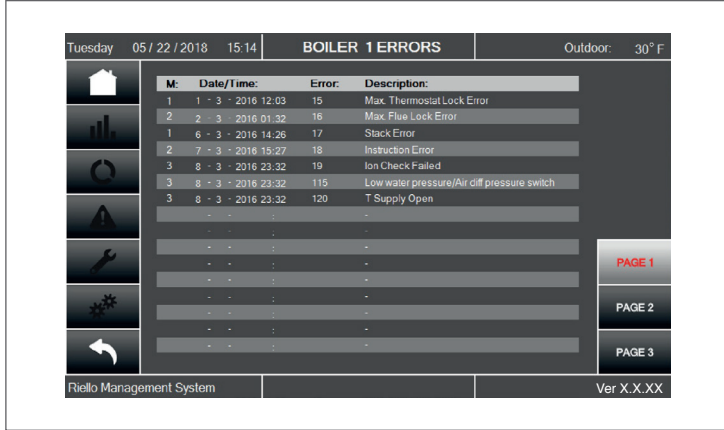 Tuesday 05 / 22 / 2018 15:14 BOILER 1 ERRORS Outdoor: 30° F
M: Date/Time: Error: Description:
1 1 - 3 - 2016 12:03 15 Max. Thermostat Lock Error
2 2 - 3 - 2016 01.32 16 Max. Flue Lock Error
1 6 - 3 - 2016 14:26 17 Stack Error
2 7 - 3 - 2016 15:27 18 Instruction Error
3 8 - 3 - 2016 23:32 19 Ion Check Failed
3 8 - 3 - 2016 23:32 115 Low water pressure/Air diff pressure switch
3 8 - 3 - 2016 23:32 120 T Supply Open
- - : -
- - : -
- - : -
- - : -
- - : -
- - : -
- - : -
- - : -
- - : -
PAGE 1
PAGE 2
PAGE 3
Riello Management System Ver X.X.XX